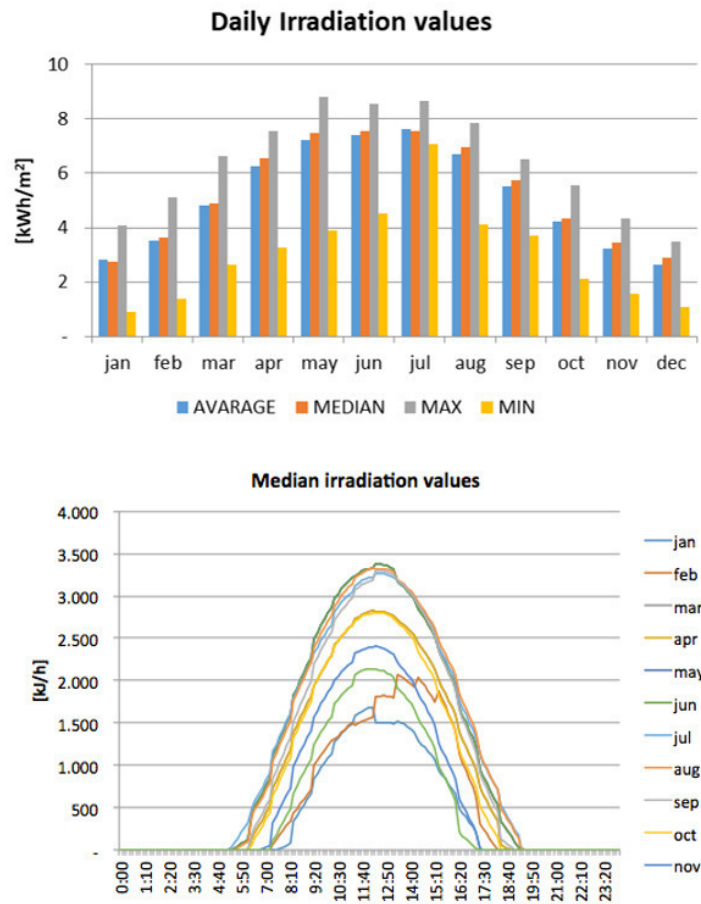 Daily Irradiation values
10
8
6
4
2
-
[kWh/m²]
jan feb mar apr may jun jul aug sep oct nov dec
AVARAGE MEDIAN MAX MIN
Median irradiation values
4.000
3.500
3.000
2.500
2.000
1.500
1.000
500
-
[kJ/h]
0:00 1:10 2:20 3:30 4:40 5:50 7:00 8:10 9:20 10:30 11:40 12:50 14:00 15:10 16:20 17:30 18:40 19:50 21:00 22:10 23:20
jan
feb
mar
apr
may
jun
jul
aug
sep
oct
nov